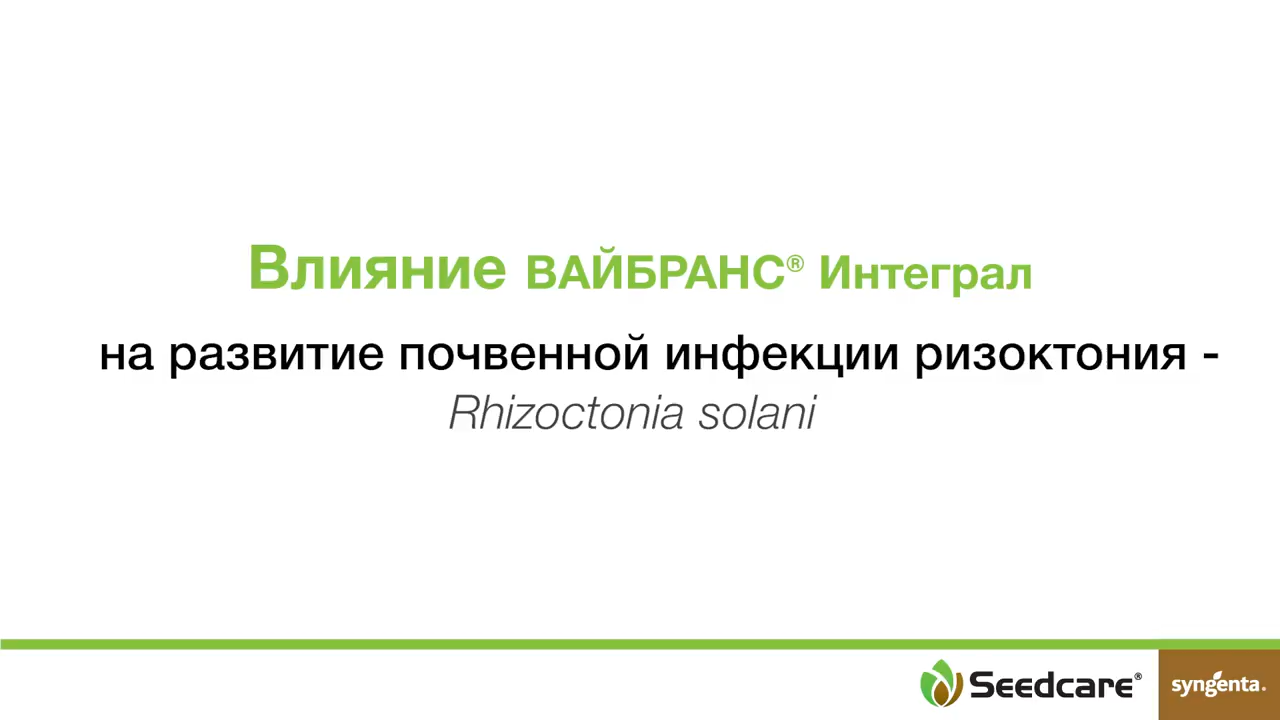 Влияние ВАЙБРАНС® Интеграл
на развитие почвенной инфекции ризоктония -
Rhizoctonia solani
Seedcare®
syngenta.